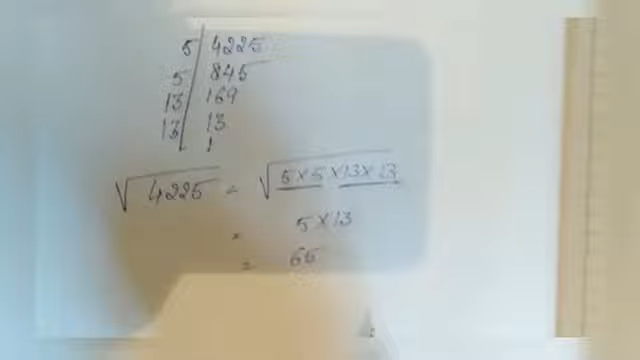 5 | 4225
5 | 845
13 | 169
13 | 13
1
√4225 = √5×5×13×13
= 5×13
= 65